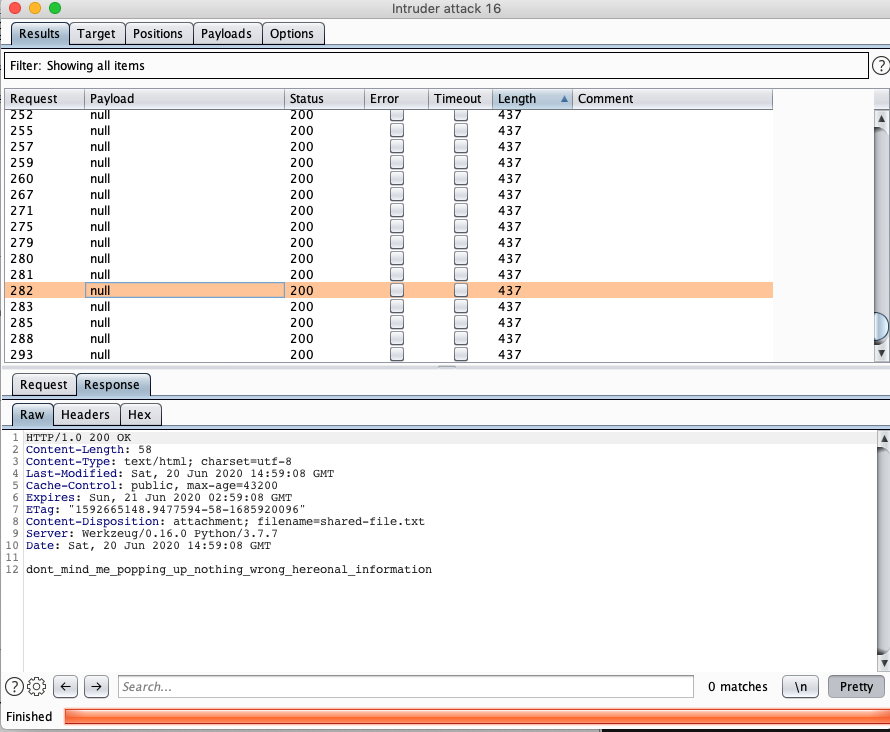 Intruder attack 16
Results Target Positions Payloads Options
Filter: Showing all items ?
Request Payload Status Error Timeout Length Comment
252 null 200 437
255 null 200 437
257 null 200 437
259 null 200 437
260 null 200 437
267 null 200 437
271 null 200 437
275 null 200 437
279 null 200 437
280 null 200 437
281 null 200 437
282 null 200 437
283 null 200 437
285 null 200 437
288 null 200 437
293 null 200 437
Request Response
Raw Headers Hex
1 HTTP/1.0 200 OK
2 Content-Length: 58
3 Content-Type: text/html; charset=utf-8
4 Last-Modified: Sat, 20 Jun 2020 14:59:08 GMT
5 Cache-Control: public, max-age=43200
6 Expires: Sun, 21 Jun 2020 02:59:08 GMT
7 ETag: "1592665148.9477594-58-1685920096"
8 Content-Disposition: attachment; filename=shared-file.txt
9 Server: Werkzeug/0.16.0 Python/3.7.7
10 Date: Sat, 20 Jun 2020 14:59:08 GMT
11
12 dont_mind_me_popping_up_nothing_wrong_hereonal_information
? Search... 0 matches \n Pretty
Finished